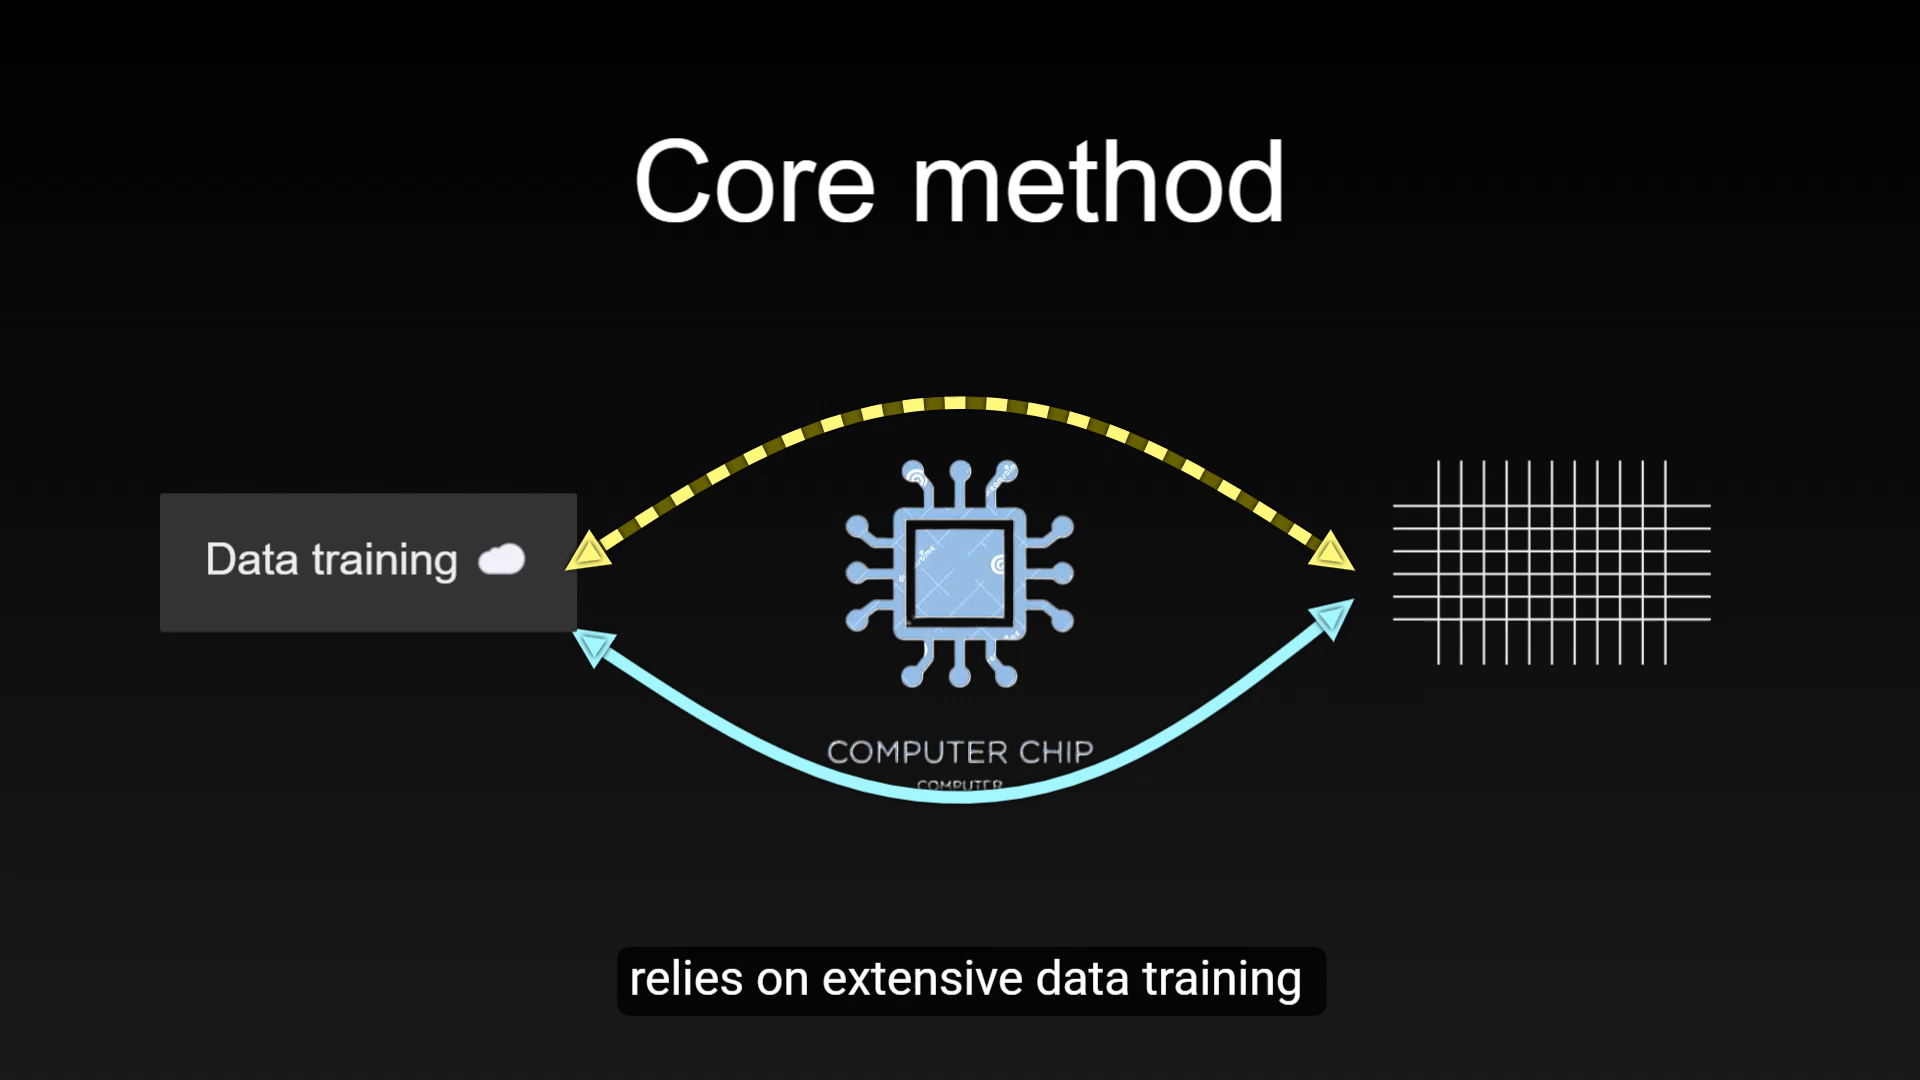 Core method
Data training
COMPUTER CHIP
COMPUTER
relies on extensive data training